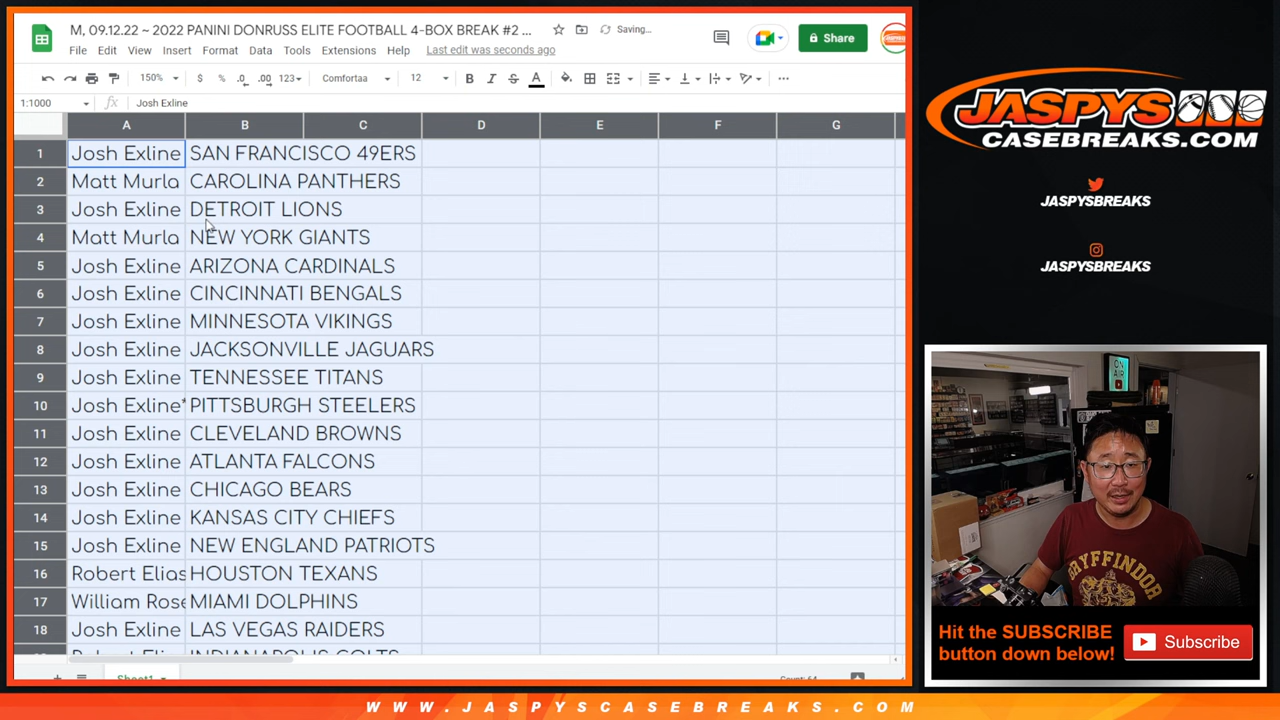 M, 09.12.22 ~ 2022 PANINI DONRUSS ELITE FOOTBALL 4-BOX BREAK #2 ... Saving...
File Edit View Insert Format Data Tools Extensions Help Last edit was seconds ago
Share
150% $ % .0 .00 123 Comfortaa 12 B I S A
1:1000 fx Josh Exline
A B C D E F G
1 Josh Exline SAN FRANCISCO 49ERS
2 Matt Murla CAROLINA PANTHERS
3 Josh Exline DETROIT LIONS
4 Matt Murla NEW YORK GIANTS
5 Josh Exline ARIZONA CARDINALS
6 Josh Exline CINCINNATI BENGALS
7 Josh Exline MINNESOTA VIKINGS
8 Josh Exline JACKSONVILLE JAGUARS
9 Josh Exline TENNESSEE TITANS
10 Josh Exline* PITTSBURGH STEELERS
11 Josh Exline CLEVELAND BROWNS
12 Josh Exline ATLANTA FALCONS
13 Josh Exline CHICAGO BEARS
14 Josh Exline KANSAS CITY CHIEFS
15 Josh Exline NEW ENGLAND PATRIOTS
16 Robert Elias HOUSTON TEXANS
17 William Rose MIAMI DOLPHINS
18 Josh Exline LAS VEGAS RAIDERS
INDIANAPOLIS COLTS
Sheet1
JASPYS
CASEBREAKS.COM
JASPYSBREAKS
JASPYSBREAKS
ON AIR
GRYFFINDOR
Hit the SUBSCRIBE
button down below!
Subscribe
WWW.JASPYSCASEBREAKS.COM